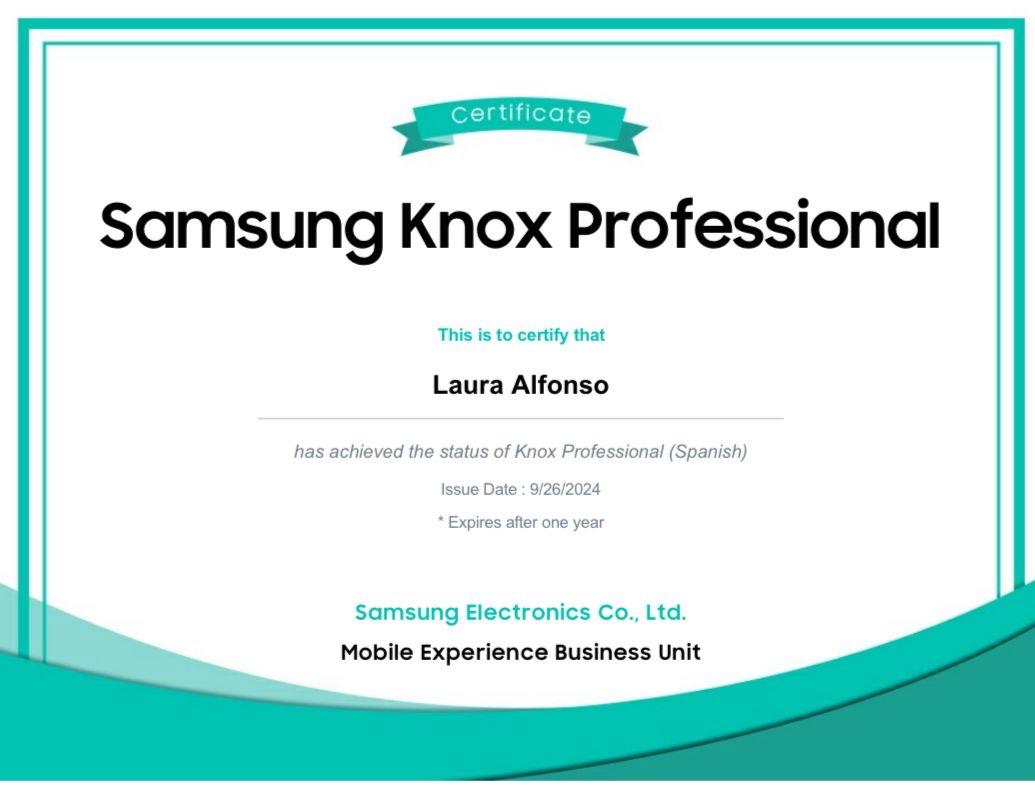 Certificate
Samsung Knox Professional
This is to certify that
Laura Alfonso
has achieved the status of Knox Professional (Spanish)
Issue Date : 9/26/2024
* Expires after one year
Samsung Electronics Co., Ltd.
Mobile Experience Business Unit